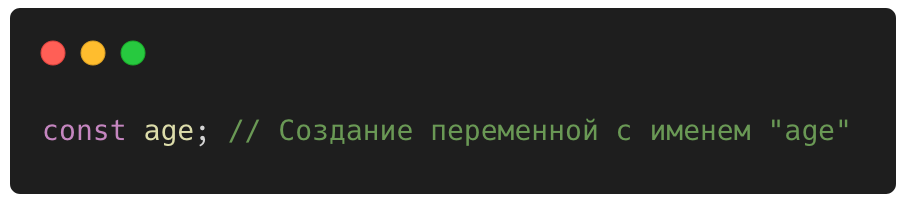 const age; // Создание переменной с именем "age"